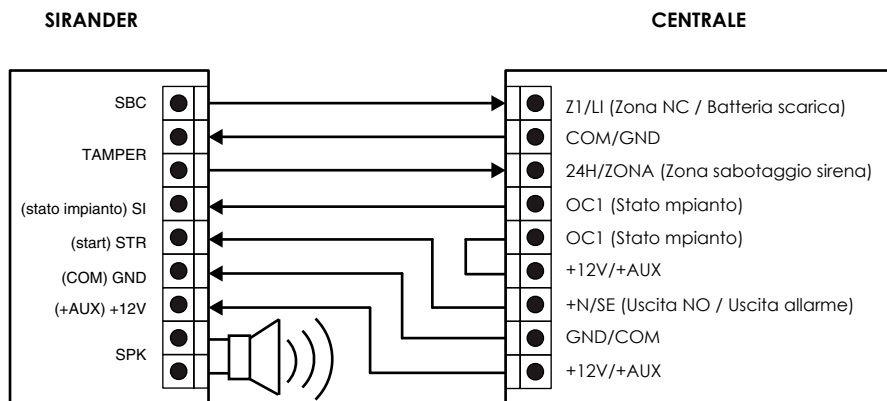 SIRANDER
CENTRALE
SBC
TAMPER
(stato impianto) SI
(start) STR
(COM) GND
(+AUX) +12V
SPK
Z1/LI (Zona NC / Batteria scarica)
COM/GND
24H/ZONA (Zona sabotaggio sirena)
OC1 (Stato mpianto)
OC1 (Stato mpianto)
+12V/+AUX
+N/SE (Uscita NO / Uscita allarme)
GND/COM
+12V/+AUX